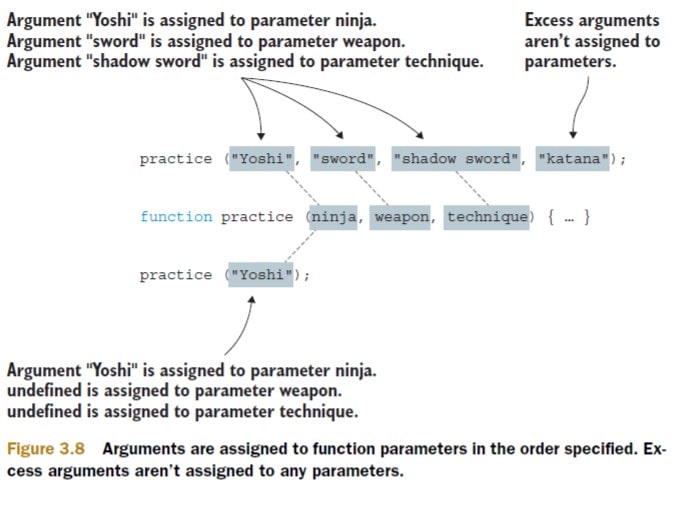 Argument "Yoshi" is assigned to parameter ninja.
Argument "sword" is assigned to parameter weapon.
Argument "shadow sword" is assigned to parameter technique.
Excess arguments
aren't assigned to
parameters.
practice ("Yoshi", "sword", "shadow sword", "katana");
function practice (ninja, weapon, technique) { … }
practice ("Yoshi");
Argument "Yoshi" is assigned to parameter ninja.
undefined is assigned to parameter weapon.
undefined is assigned to parameter technique.
Figure 3.8 Arguments are assigned to function parameters in the order specified. Ex-
cess arguments aren't assigned to any parameters.